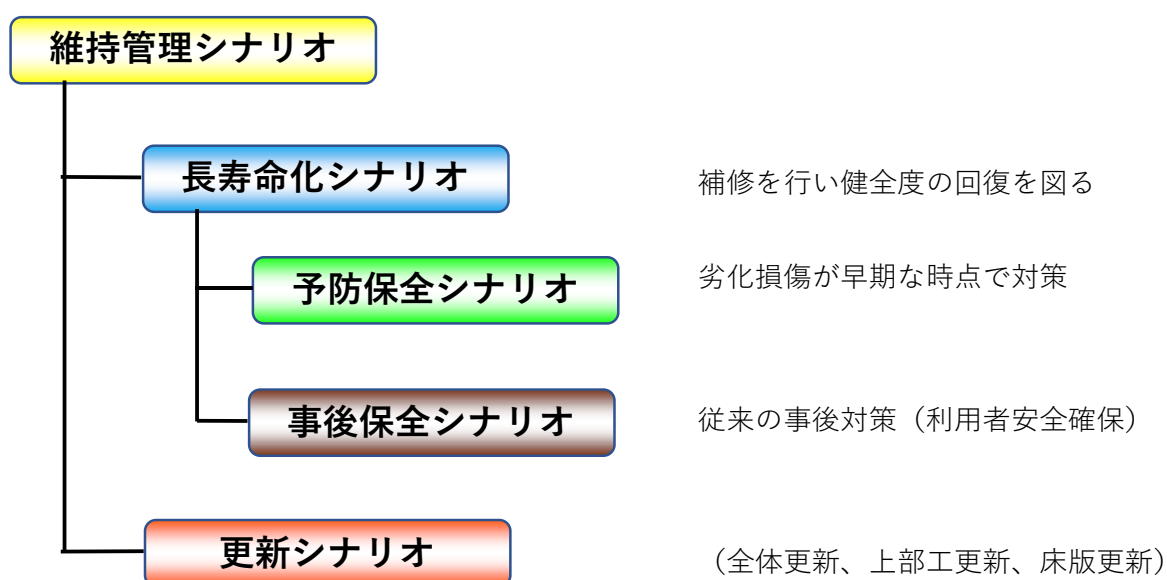 維持管理シナリオ
長寿命化シナリオ
補修を行い健全度の回復を図る
予防保全シナリオ
劣化損傷が早期な時点で対策
事後保全シナリオ
従来の事後対策（利用者安全確保）
更新シナリオ
（全体更新、上部工更新、床版更新）